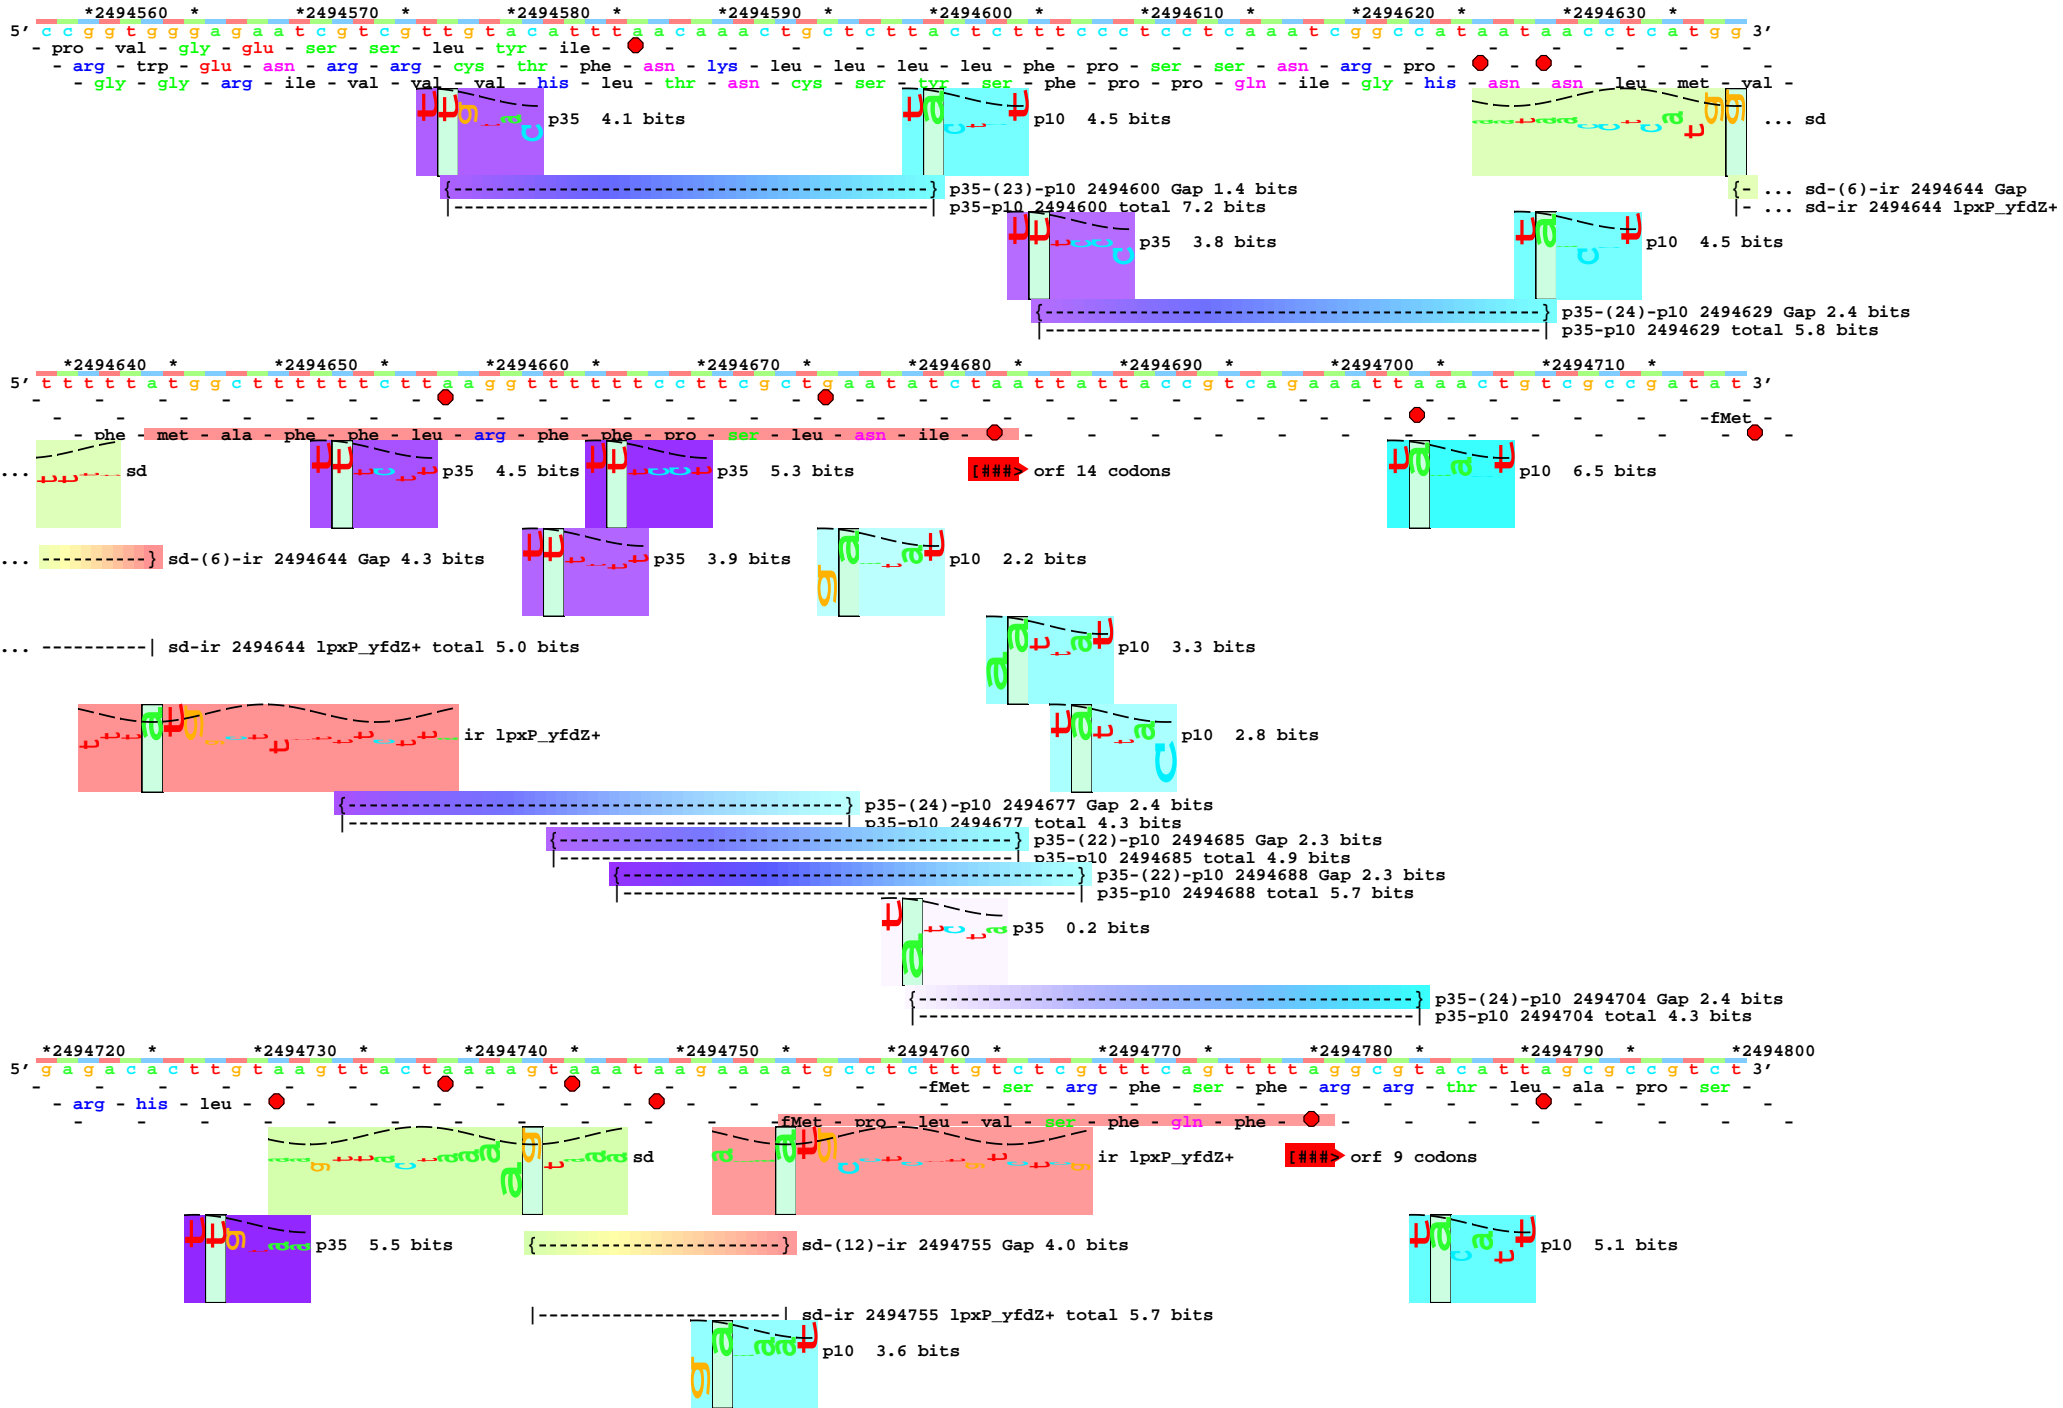 *2494560 * *2494570 * *2494580 * *2494590 * *2494600 * *2494610 * *2494620 * *2494630 *
5' c c g g t g g g a g a a t c g t c g t t g t a c a t t t a a c a a a c t g c t c t t a c t c t t t c c c t c c t c a a a t c g g c c a t a a t a a c c t c a t g g 3'
- pro - val - gly - glu - ser - ser - leu - tyr - ile - - - - - - - - - - - - - - - - - -
- arg - trp - glu - asn - arg - arg - cys - thr - phe - asn - lys - leu - leu - leu - leu - phe - pro - ser - ser - asn - arg - pro - - - - -
- gly - gly - arg - ile - val - val - val - his - leu - thr - asn - cys - ser - tyr - ser - phe - pro - pro - gln - ile - gly - his - asn - asn - leu - met - val -
p35 4.1 bits
p10 4.5 bits
... sd
{-----------------------} p35-(23)-p10 2494600 Gap 1.4 bits
{- ... sd-(6)-ir 2494644 Gap
|-----------------------| p35-p10 2494600 total 7.2 bits
|- ... sd-ir 2494644 lpxP_yfdZ+
p35 3.8 bits
p10 4.5 bits
{------------------------} p35-(24)-p10 2494629 Gap 2.4 bits
|------------------------| p35-p10 2494629 total 5.8 bits
*2494640 * *2494650 * *2494660 * *2494670 * *2494680 * *2494690 * *2494700 * *2494710 *
5' t t t t t a t g g c t t t t t t c t t a a g g t t t t t t c c t t c g c t g a a t a t c t a a t t a t t a c c g t c a g a a a t t a a a c t g t c g c c g a t a t 3'
-fMet -
- phe - met - ala - phe - phe - leu - arg - phe - phe - pro - ser - leu - asn - ile -
... sd
p35 4.5 bits
p35 5.3 bits
[###> orf 14 codons
p10 6.5 bits
... ----------} sd-(6)-ir 2494644 Gap 4.3 bits
p35 3.9 bits
p10 2.2 bits
... ----------| sd-ir 2494644 lpxP_yfdZ+ total 5.0 bits
p10 3.3 bits
ir lpxP_yfdZ+
p10 2.8 bits
{------------------------} p35-(24)-p10 2494677 Gap 2.4 bits
|------------------------| p35-p10 2494677 total 4.3 bits
{----------------------} p35-(22)-p10 2494685 Gap 2.3 bits
|----------------------| p35-p10 2494685 total 4.9 bits
{----------------------} p35-(22)-p10 2494688 Gap 2.3 bits
|----------------------| p35-p10 2494688 total 5.7 bits
p35 0.2 bits
{------------------------} p35-(24)-p10 2494704 Gap 2.4 bits
|------------------------| p35-p10 2494704 total 4.3 bits
*2494720 * *2494730 * *2494740 * *2494750 * *2494760 * *2494770 * *2494780 * *2494790 * *2494800
5' g a g a c a c t t g t a a g t t a c t a a a a g t a a a t a a g a a a a t g c c t c t t g t c t c g t t t c a g t t t t a g g c g t a c a t t a g c g c c g t c t 3'
-fMet - ser - arg - phe - ser - phe - arg - arg - thr - leu - ala - pro - ser -
- arg - his - leu -
-fMet - pro - leu - val - ser - phe - gln - phe -
sd
ir lpxP_yfdZ+
[###> orf 9 codons
p35 5.5 bits
{------------} sd-(12)-ir 2494755 Gap 4.0 bits
p10 5.1 bits
|------------| sd-ir 2494755 lpxP_yfdZ+ total 5.7 bits
p10 3.6 bits